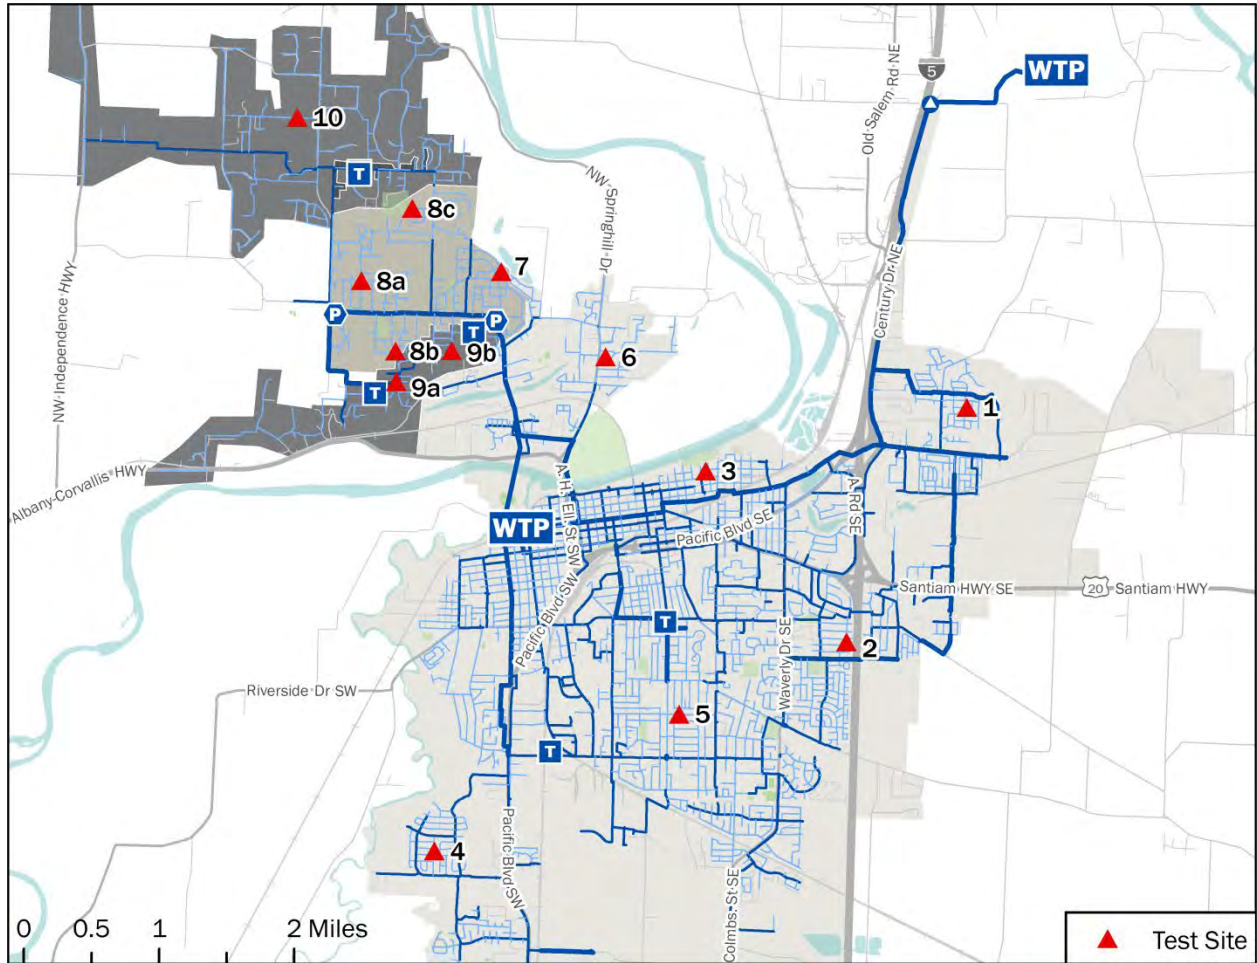 5
WTP
Old Salem Rd NE
10
T
NW Springhill Dr
8c
7
8a
Century Dr NE
NW Independence HWY
P
P
T
8b
9b
6
T
9a
1
3
Albany-Corvallis HWY
WTP
A Rd SE
Pacific Blvd SE
Santiam HWY SE
20
Santiam HWY
Pacific Blvd SW
T
2
Waverly Dr SE
Riverside Dr SW
5
T
4
Pacific Blvd SW
Colmbs. St SE
0 0.5 1 2 Miles
Test Site